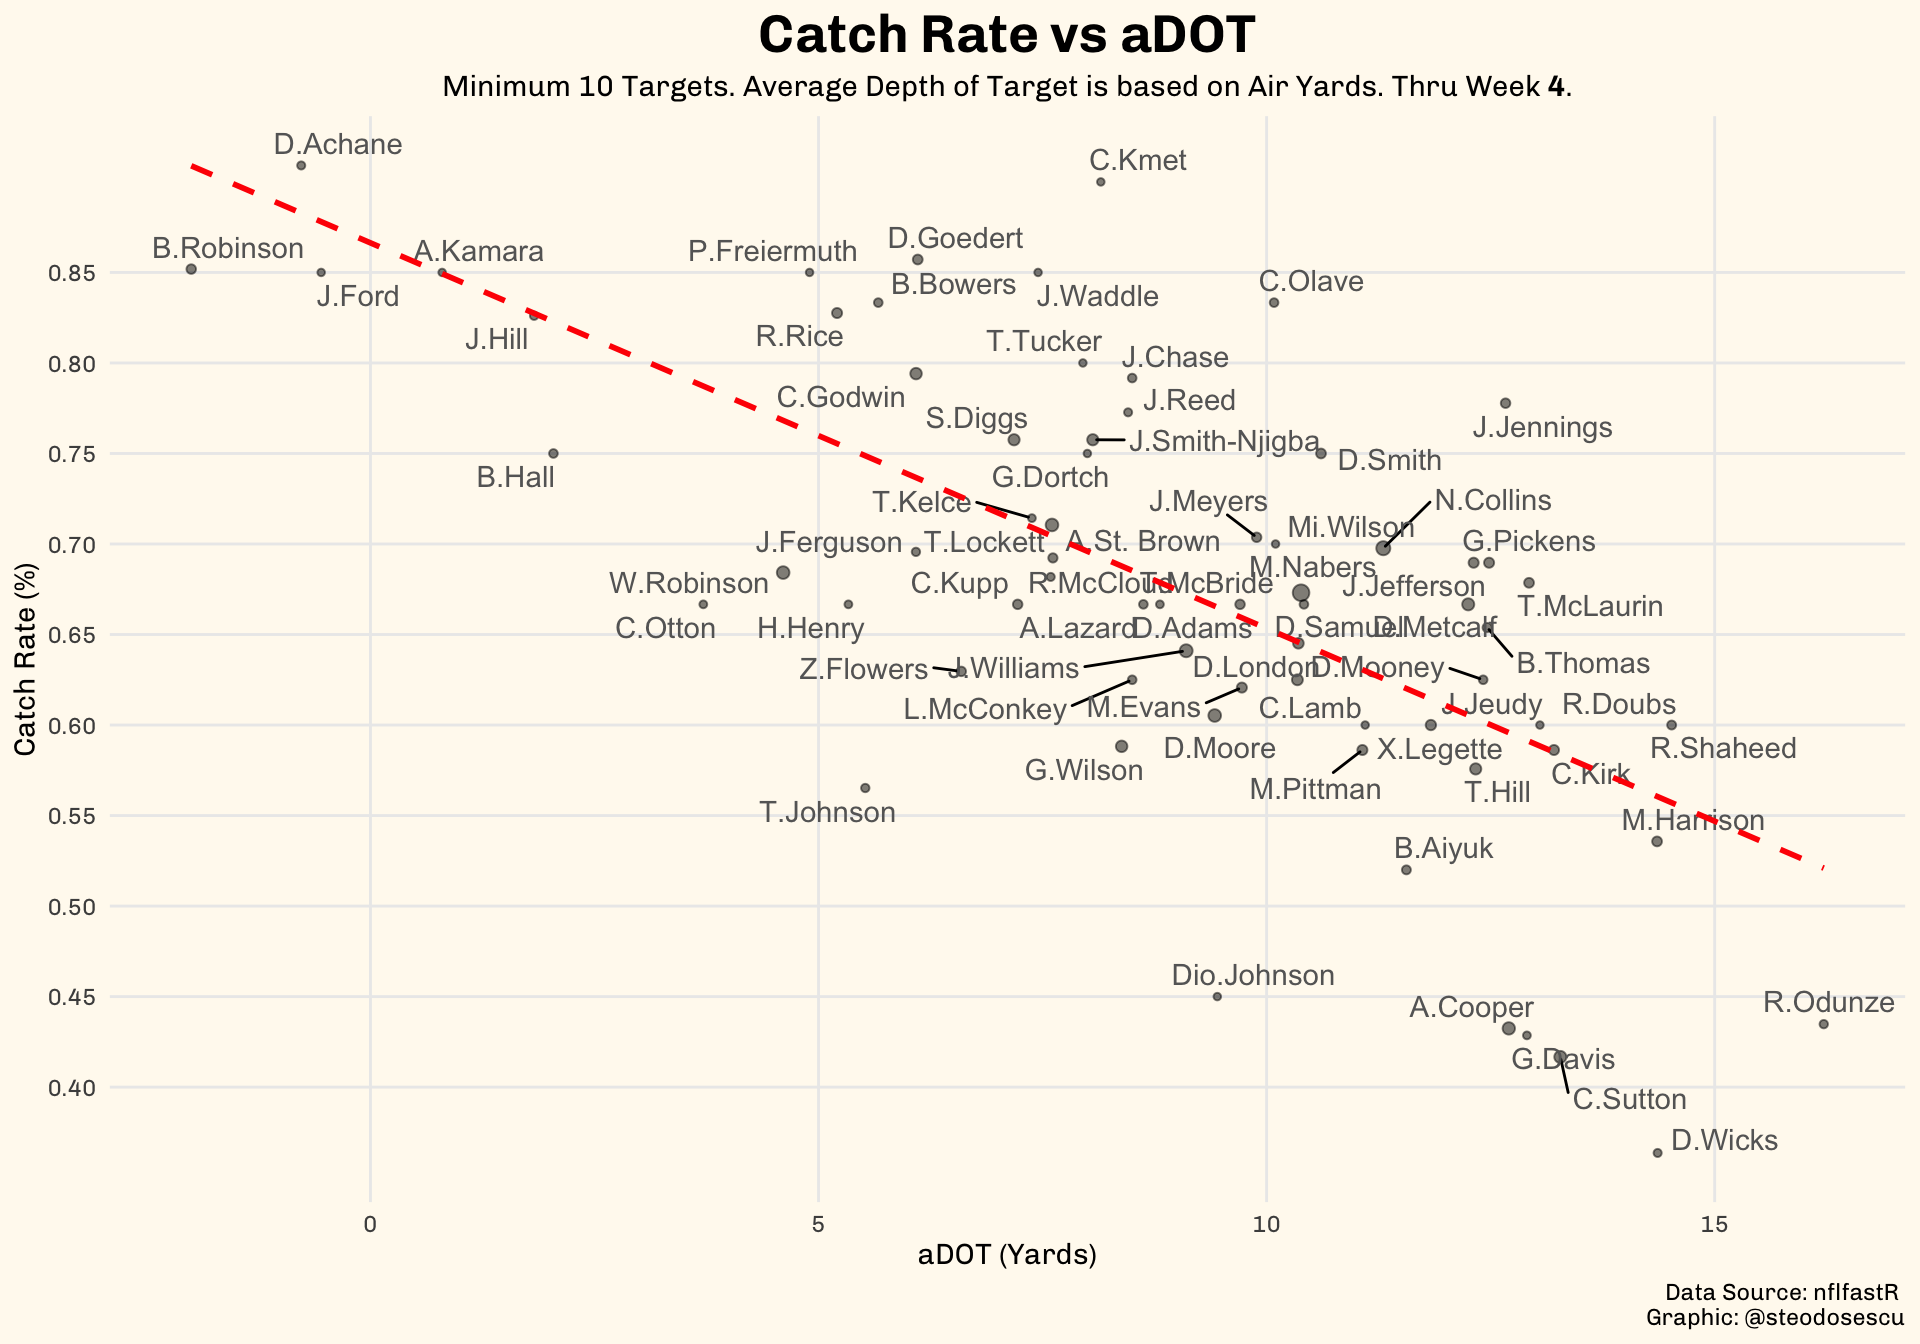 Catch Rate vs aDOT
Minimum 10 Targets. Average Depth of Target is based on Air Yards. Thru Week 4.
D.Achane
C.Kmet
B.Robinson
A.Kamara
P.Freiermuth
D.Goedert
J.Ford
B.Bowers
J.Waddle
C.Olave
J.Hill
R.Rice
T.Tucker
J.Chase
C.Godwin
J.Reed
S.Diggs
J.Jennings
J.Smith-Njigba
D.Smith
B.Hall
G.Dortch
T.Kelce
J.Meyers
N.Collins
Mi.Wilson
J.Ferguson
T.Lockett
A.St. Brown
G.Pickens
M.Nabers
W.Robinson
C.Kupp
R.McCloud
T.McBride
J.Jefferson
T.McLaurin
C.Otton
H.Henry
A.Lazard
D.Adams
D.Samuel
D.Metcalf
Z.Flowers
J.Williams
D.London
D.Mooney
B.Thomas
L.McConkey
M.Evans
C.Lamb
J.Jeudy
R.Doubs
G.Wilson
D.Moore
X.Legette
R.Shaheed
M.Pittman
T.Hill
C.Kirk
T.Johnson
M.Harrison
B.Aiyuk
Dio.Johnson
A.Cooper
R.Odunze
G.Davis
C.Sutton
D.Wicks
0.85
0.80
0.75
0.70
0.65
0.60
0.55
0.50
0.45
0.40
Catch Rate (%)
0
5
10
15
aDOT (Yards)
Data Source: nflfastR
Graphic: @steodosescu